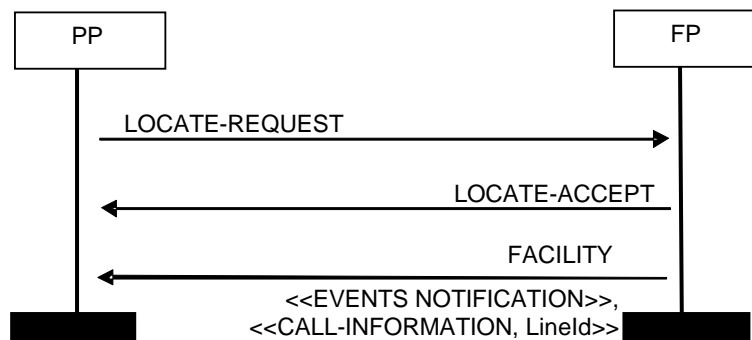 PP
FP
LOCATE-REQUEST
LOCATE-ACCEPT
FACILITY
<<EVENTS NOTIFICATION>>,
<<CALL-INFORMATION, LineId>>